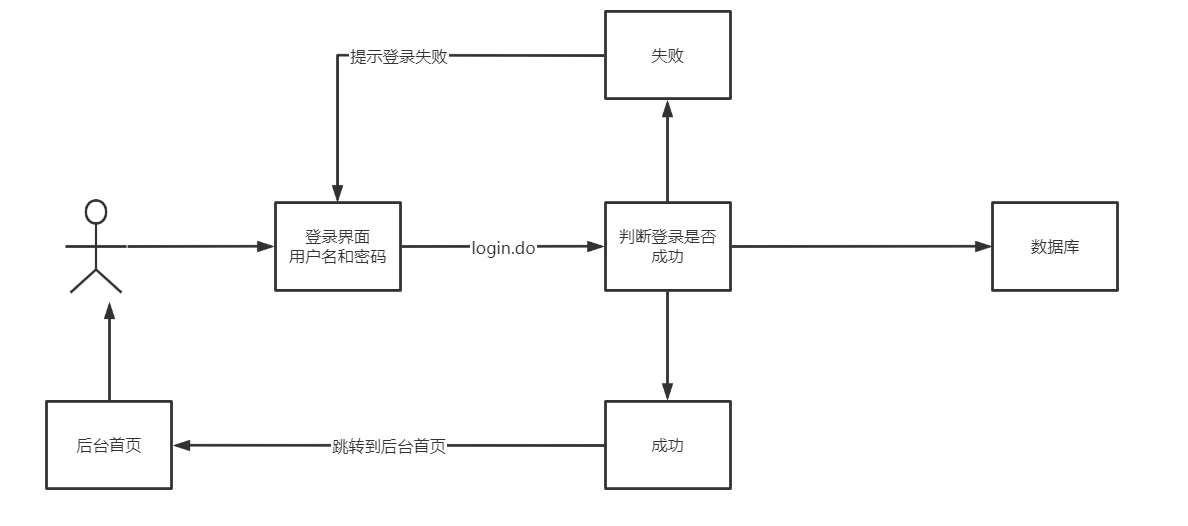 失败
提示登录失败
登录界面
用户名和密码
login.do
判断登录是否
成功
数据库
后台首页
跳转到后台首页
成功